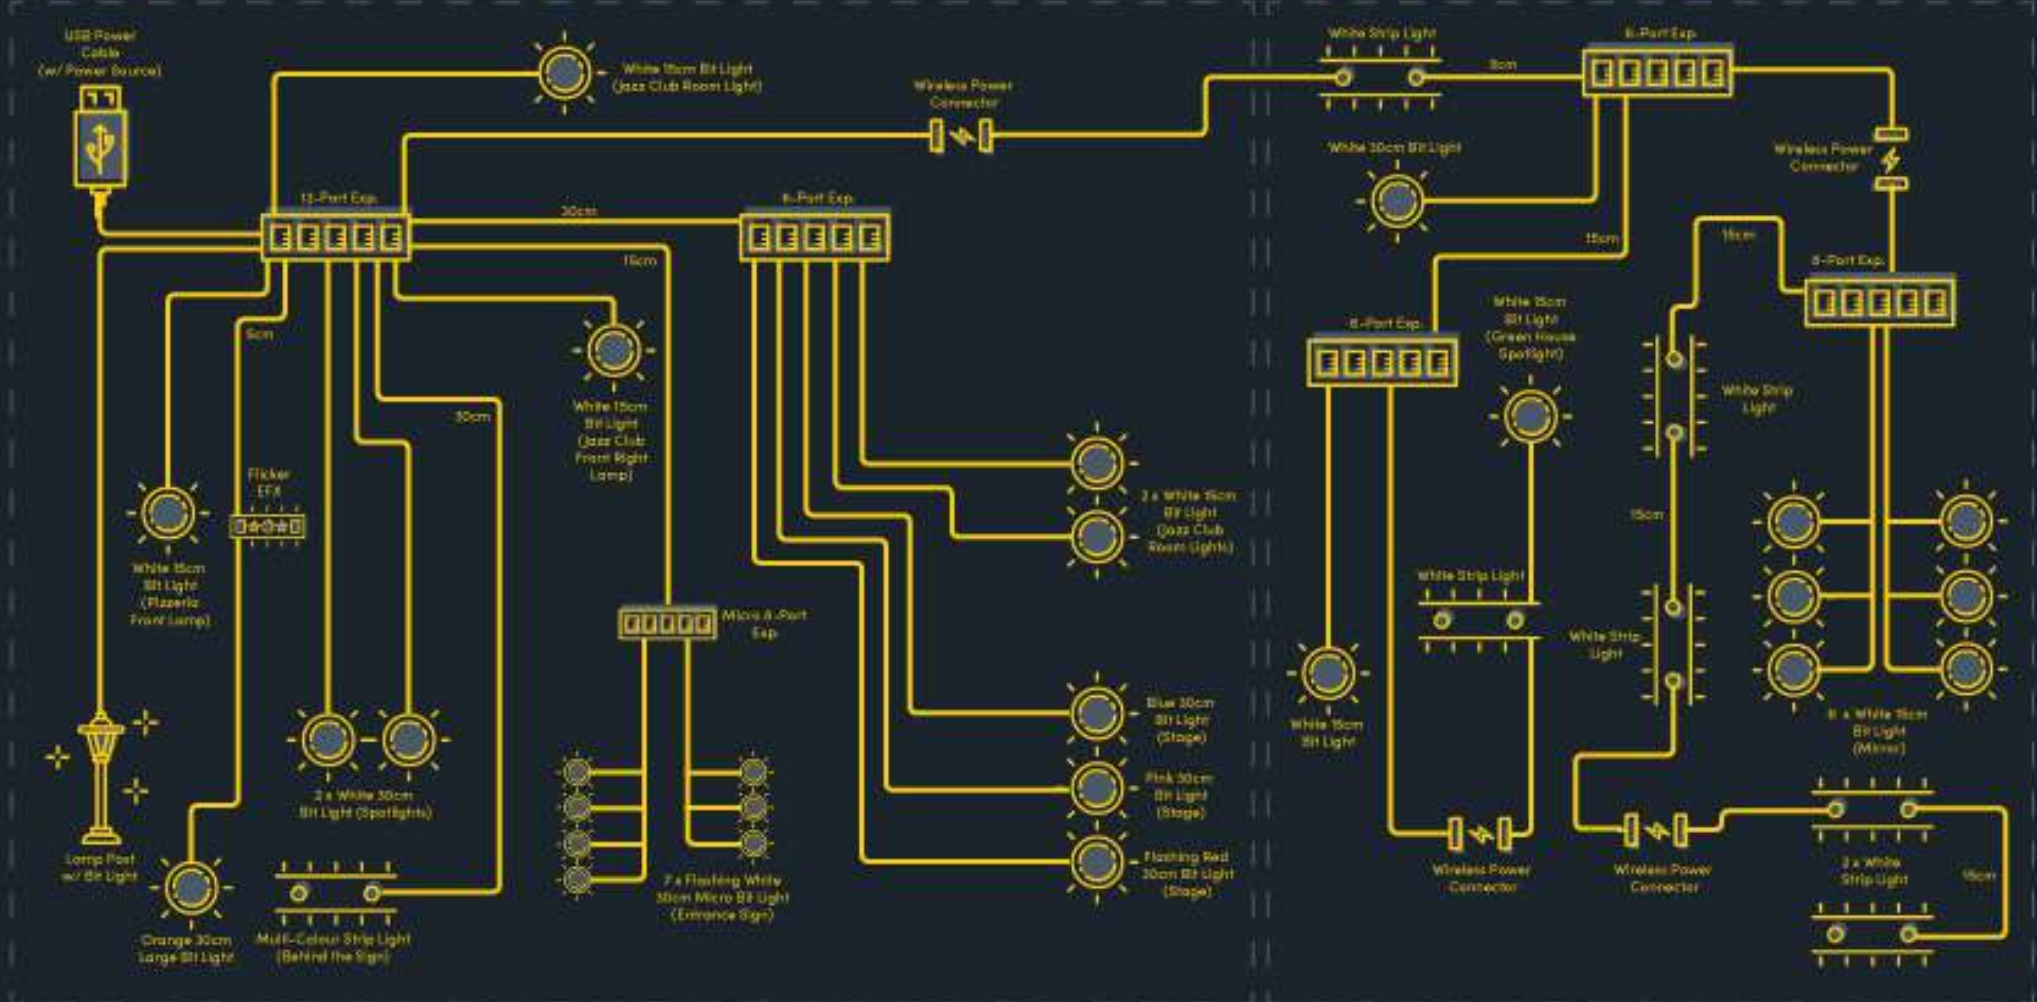 USB Power
Cable
(w/ Power Source)
White 15cm Bit Light
(Jazz Club Room Light)
Wireless Power
Connector
12-Port Exp.
30cm
6-Port Exp.
15cm
5cm
30cm
White 15cm
Bit Light
(Jazz Club
Front Right
Lamp)
Flicker
EFX
White 15cm
Bit Light
(Pizzeria
Front Lamp)
2 x White 15cm
Bit Light
(Jazz Club
Room Lights)
Micro 8-Port
Exp.
Blue 30cm
Bit Light
(Stage)
Pink 30cm
Bit Light
(Stage)
Flashing Red
30cm Bit Light
(Stage)
2 x White 30cm
Bit Light (Spotlights)
Lamp Post
w/ Bit Light
7 x Flashing White
30cm Micro Bit Light
(Entrance Sign)
Orange 30cm
Large Bit Light
Multi-Colour Strip Light
(Behind the Sign)
White Strip Light
5cm
6-Port Exp.
White 30cm Bit Light
Wireless Power
Connector
15cm
15cm
8-Port Exp.
6-Port Exp.
White 15cm
Bit Light
(Green House
Spotlight)
White Strip
Light
15cm
White Strip Light
White Strip
Light
White 15cm
Bit Light
6 x White 15cm
Bit Light
(Mirror)
Wireless Power
Connector
Wireless Power
Connector
2 x White
Strip Light
15cm